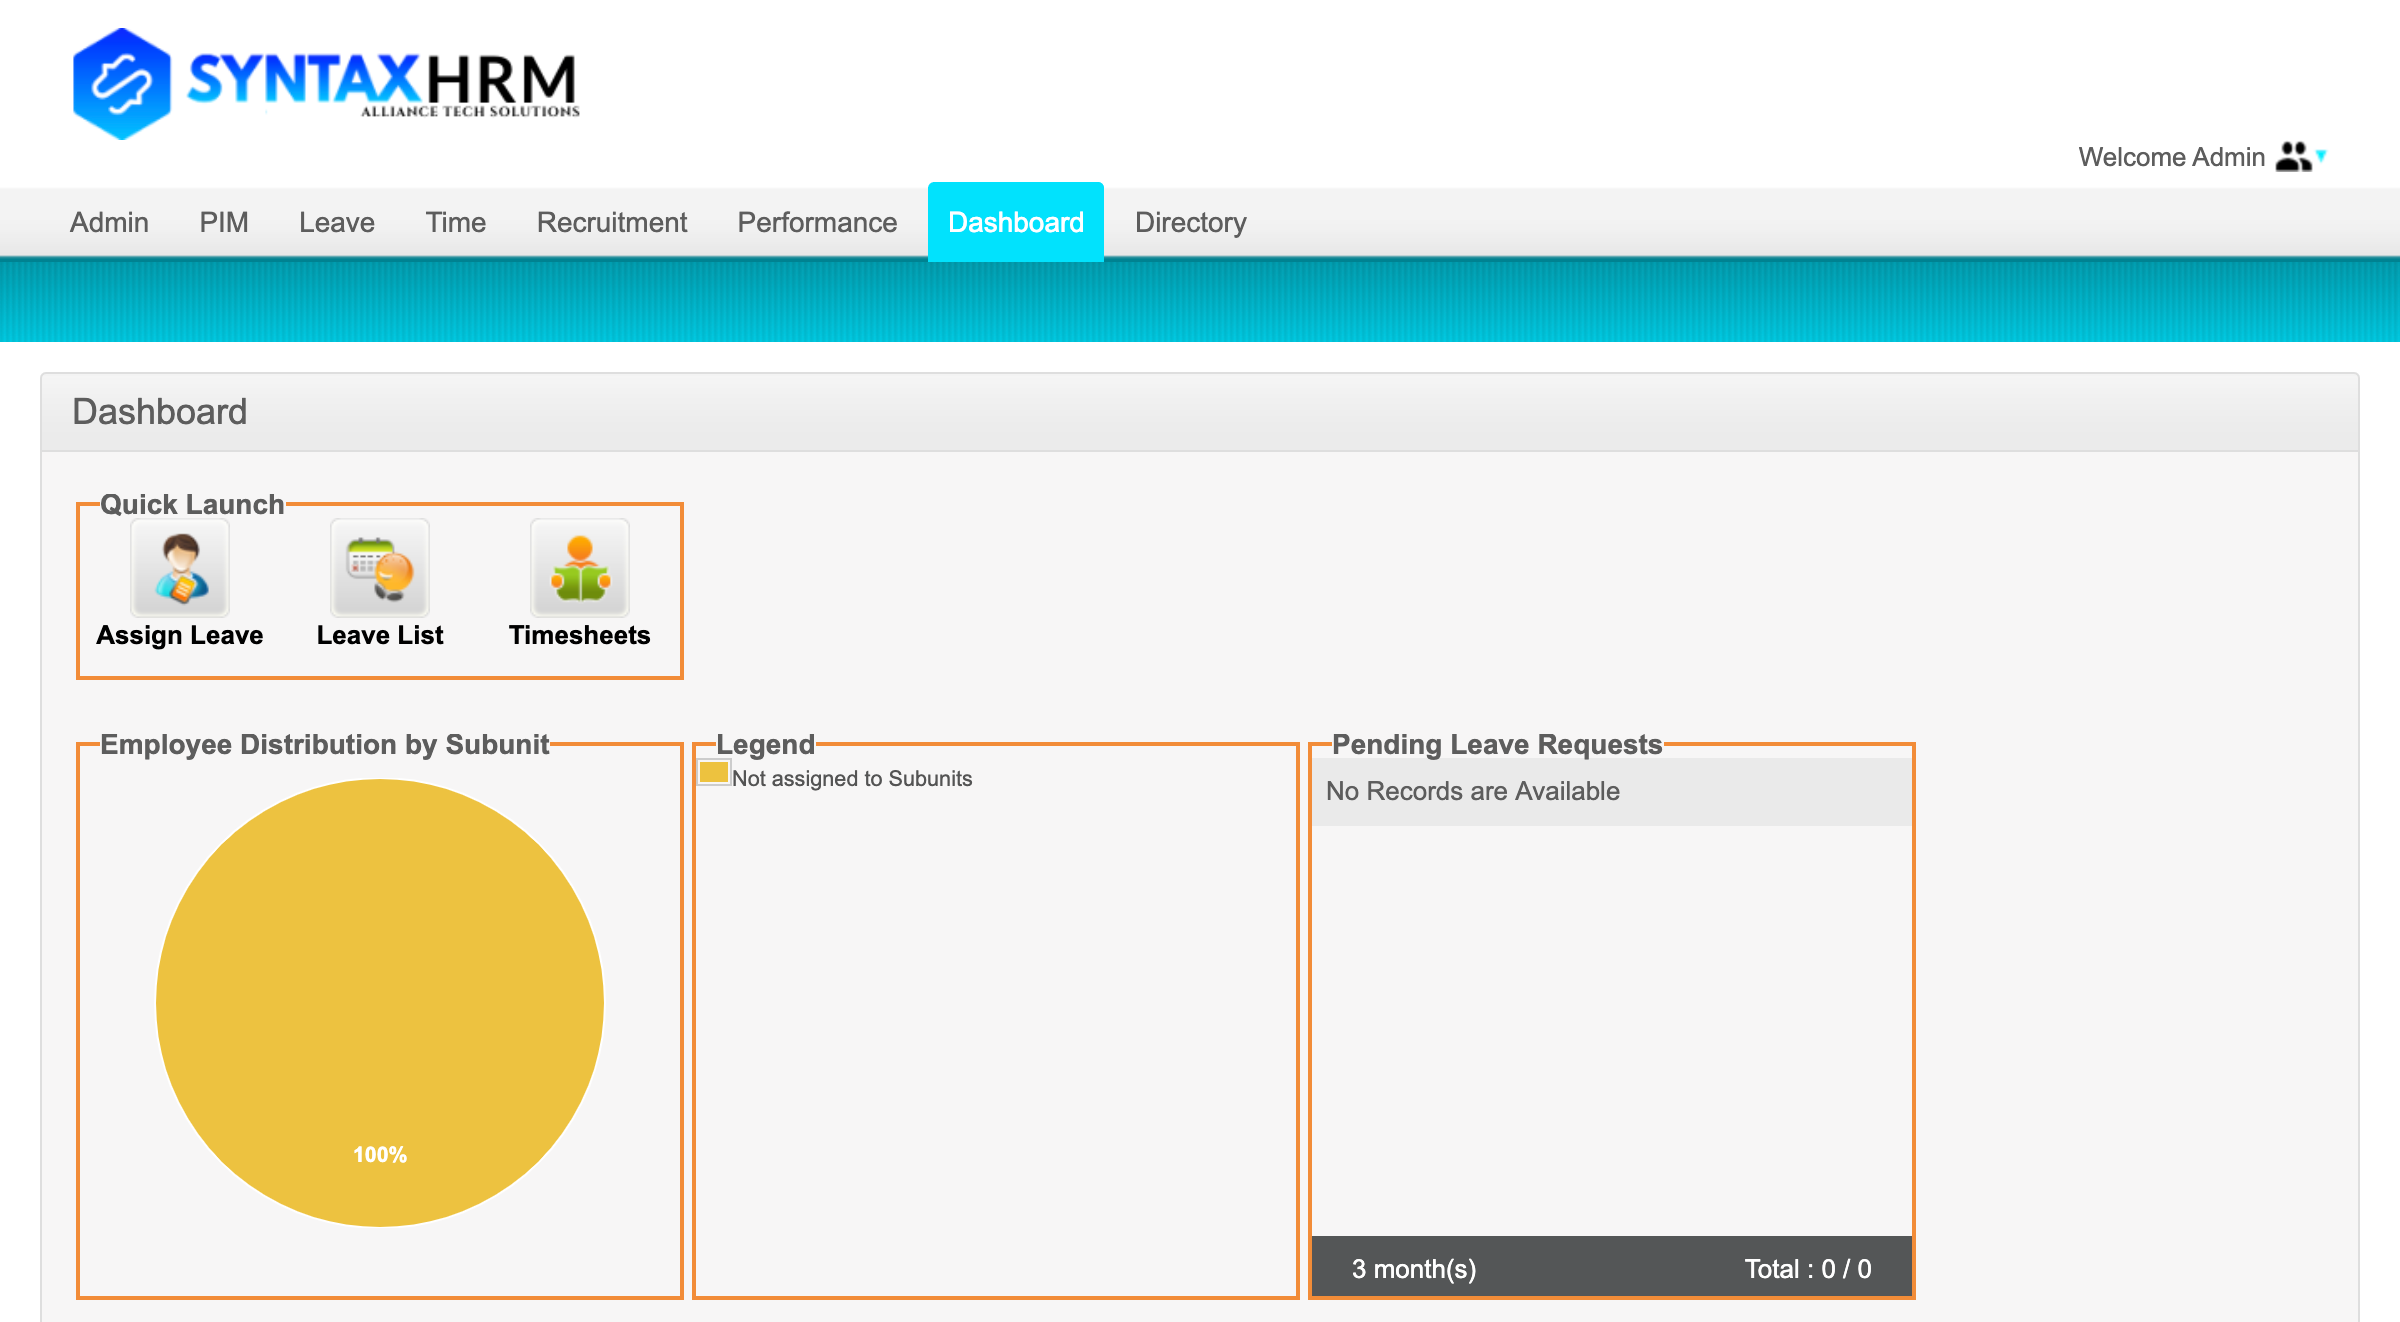 SYNTAXHRM
ALLIANCE TECH SOLUTIONS
Welcome Admin
Admin PIM Leave Time Recruitment Performance Dashboard Directory
Dashboard
Quick Launch
Assign Leave Leave List Timesheets
Employee Distribution by Subunit
100%
Legend
Not assigned to Subunits
Pending Leave Requests
No Records are Available
3 month(s) Total : 0 / 0